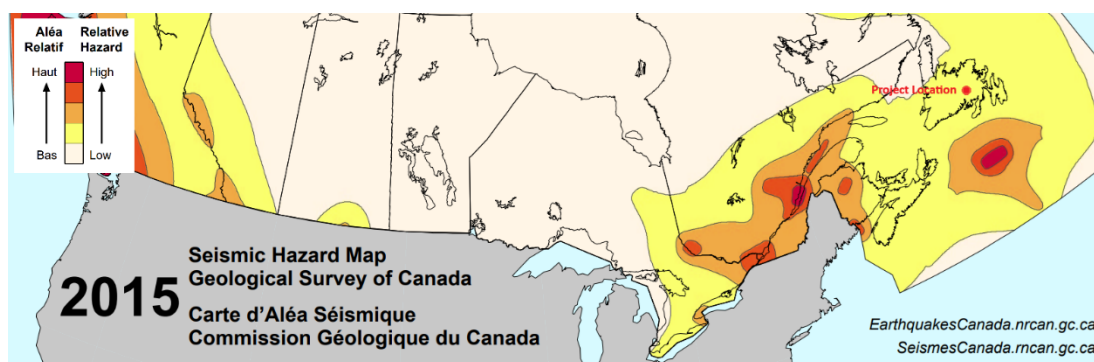 Aléa Relative
Relatif Hazard
Haut High
Bas Low
Project Location
2015
Seismic Hazard Map
Geological Survey of Canada
Carte d'Aléa Séismique
Commission Géologique du Canada
EarthquakesCanada.nrcan.gc.ca
SeismesCanada.rncan.gc.ca